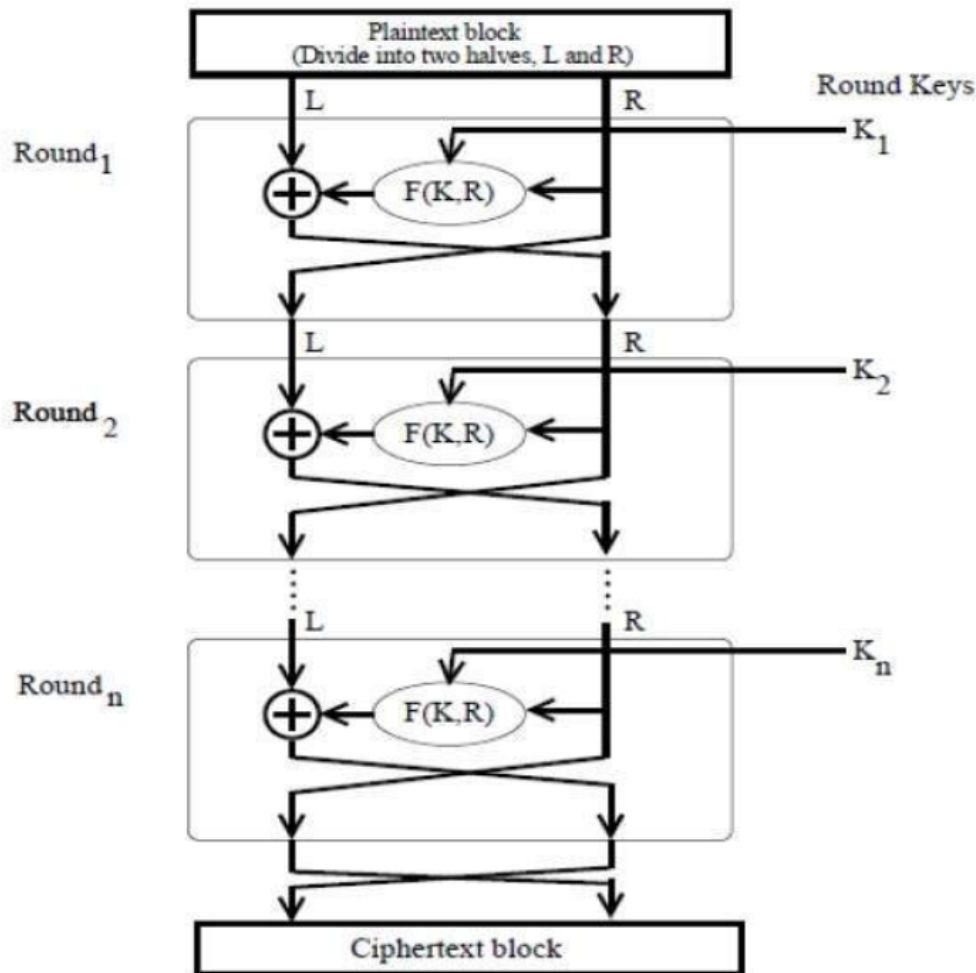 Plaintext block
(Divide into two halves, L and R)
L
R
Round Keys
K1
Round1
F(K,R)
L
R
K2
Round2
F(K,R)
L
R
Kn
Roundn
F(K,R)
Ciphertext block